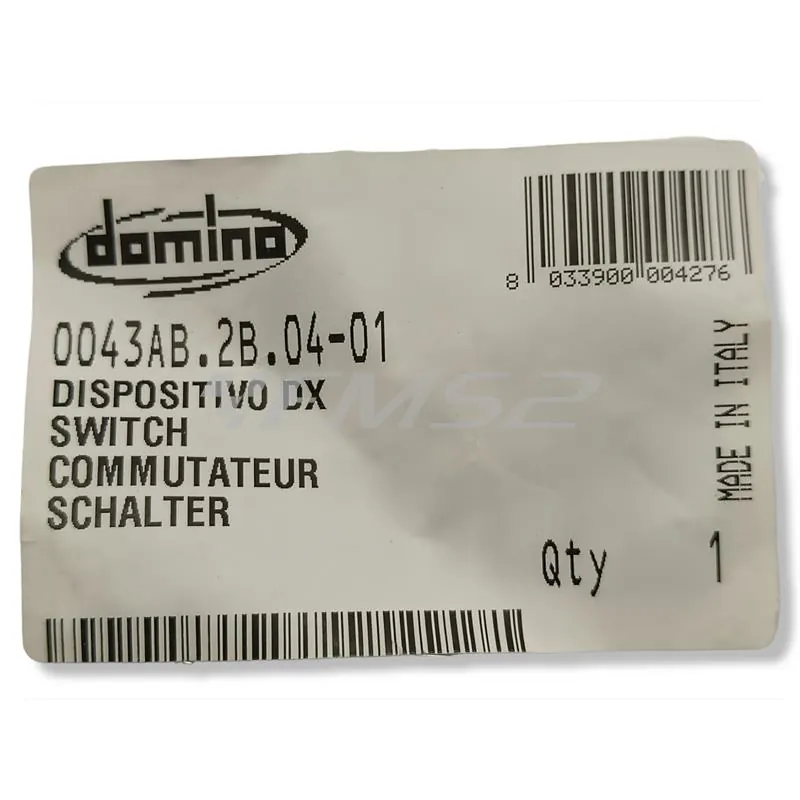 domino
8 033900 004276
0043AB.2B.04-01
DISPOSITIVO DX
SWITCH
COMMUTATEUR
SCHALTER
MADE IN ITALY
Qty 1